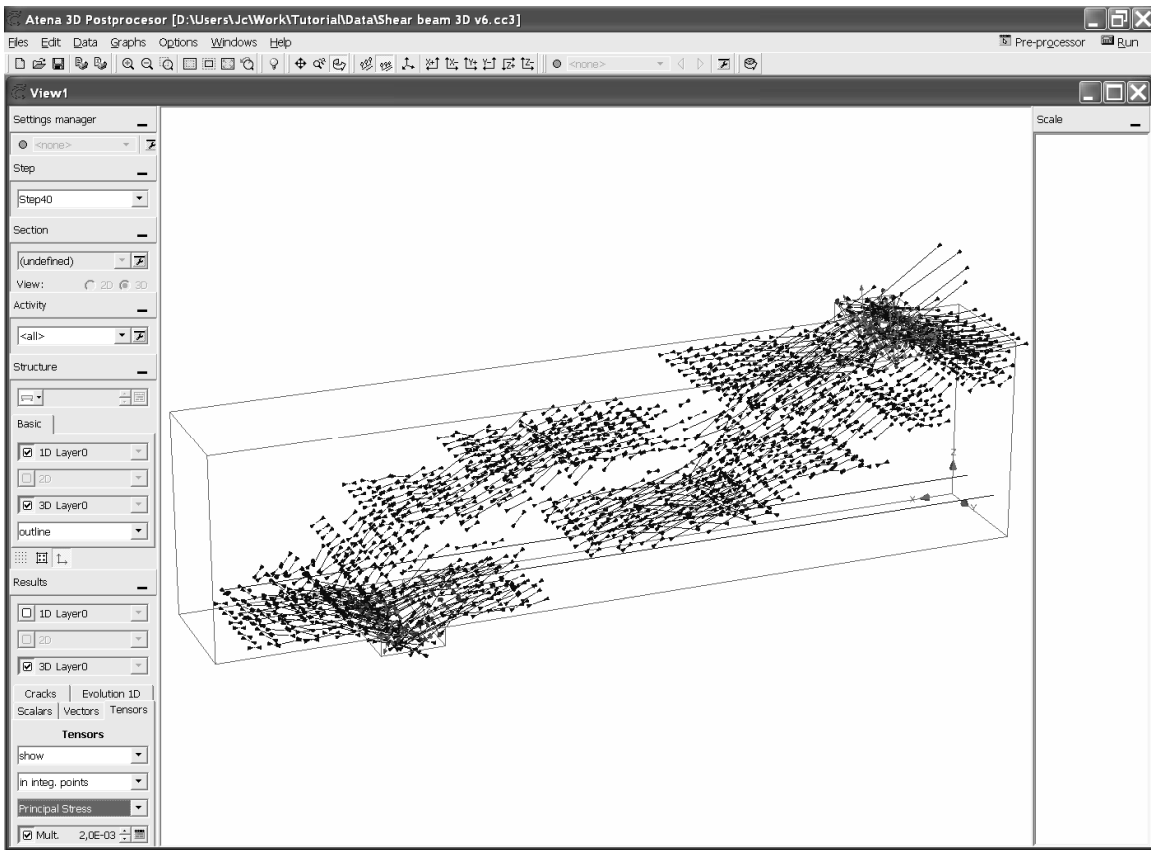 Atena 3D Postprocesor [D:\Users\Jc\Work\Tutorial\Data\Shear beam 3D v6.cc3]
Files Edit Data Graphs Options Windows Help Pre-processor Run
<none>
View1
Settings manager
Scale
<none>
Step
Step40
Section
(undefined)
View: 2D 3D
Activity
<all>
Structure
Basic
1D Layer0
2D
3D Layer0
outline
Results
1D Layer0
2D
3D Layer0
Cracks Evolution 1D
Scalars Vectors Tensors
Tensors
show
in integ. points
Principal Stress
Mult. 2,0E-03
Z
X
Y